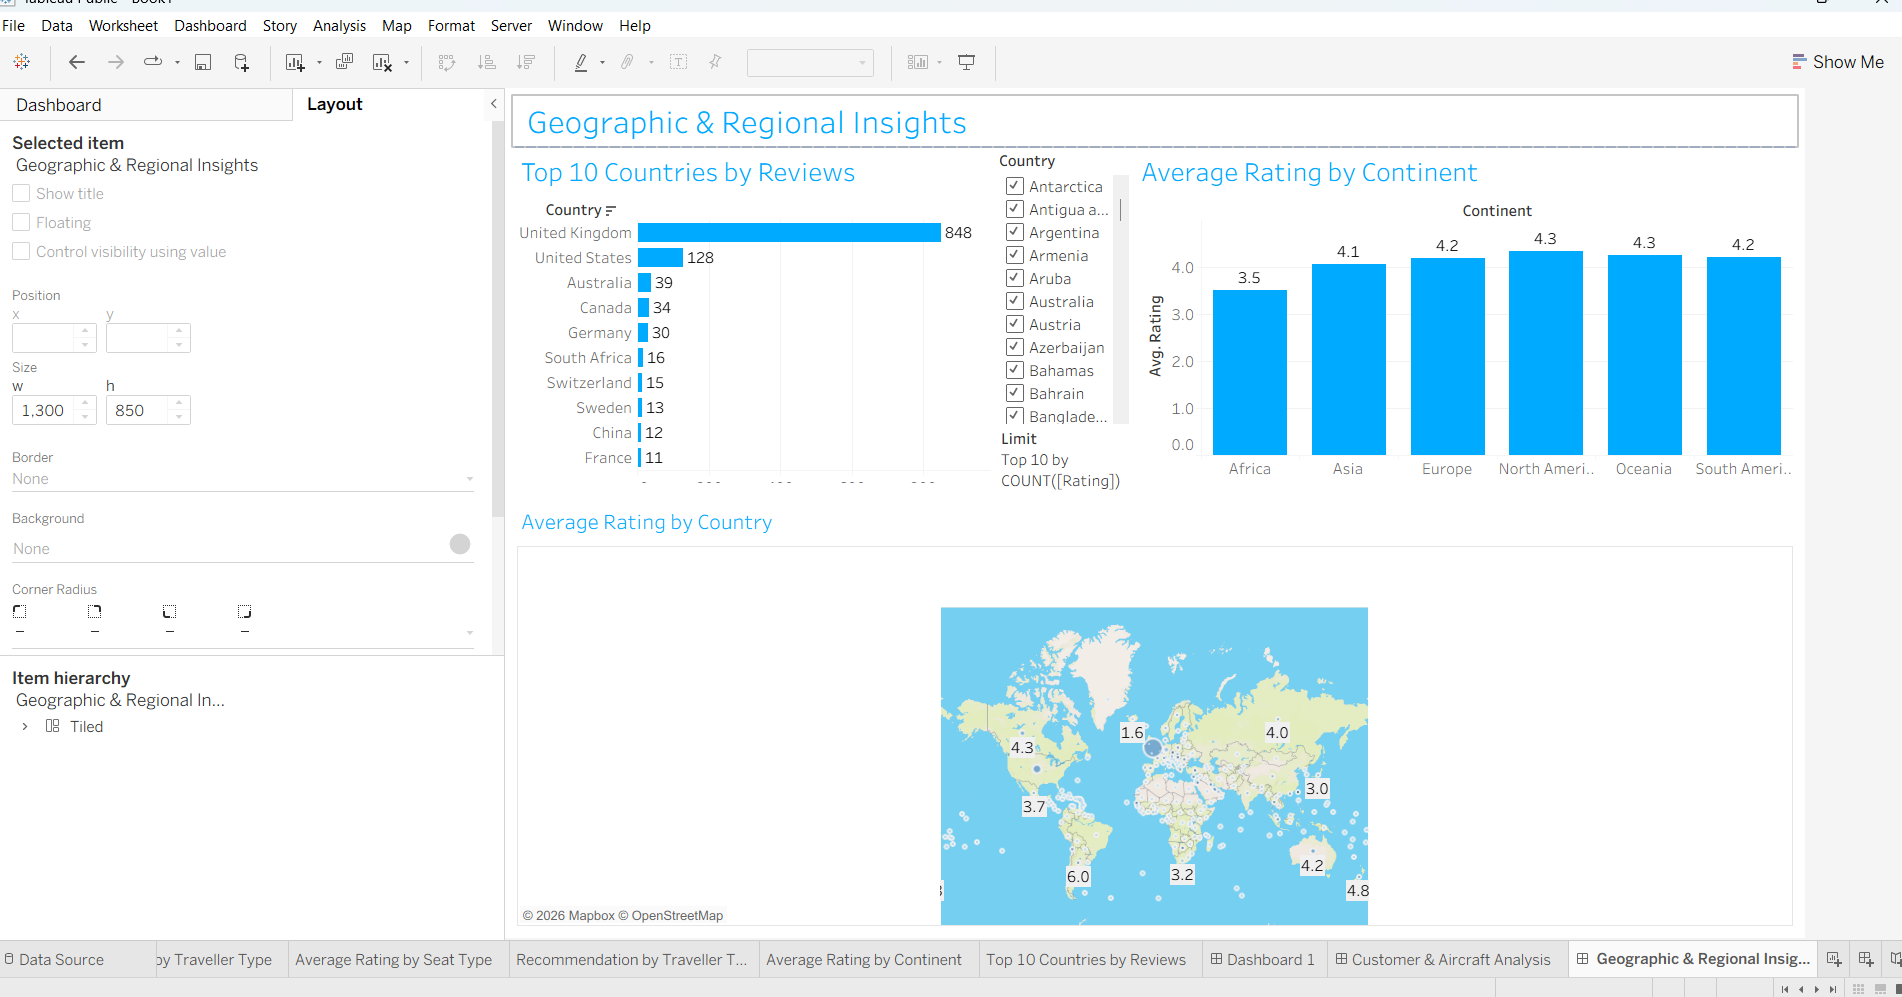 File Data Worksheet Dashboard Story Analysis Map Format Server Window Help
Show Me
Dashboard
Layout
Selected item
Geographic & Regional Insights
Show title
Floating
Control visibility using value
Position
x y
Size
w h
1,300 850
Border
None
Background
None
Corner Radius
Item hierarchy
Geographic & Regional In...
Tiled
Geographic & Regional Insights
Top 10 Countries by Reviews
Country
United Kingdom 848
United States 128
Australia 39
Canada 34
Germany 30
South Africa 16
Switzerland 15
Sweden 13
China 12
France 11
Country
Antarctica
Antigua a...
Argentina
Armenia
Aruba
Australia
Austria
Azerbaijan
Bahamas
Bahrain
Banglade...
Limit
Top 10 by
COUNT([Rating])
Average Rating by Continent
Continent
Avg. Rating
4.0
3.0
2.0
1.0
0.0
3.5 4.1 4.2 4.3 4.3 4.2
Africa Asia Europe North Ameri.. Oceania South Ameri..
Average Rating by Country
1.6
4.0
4.3
3.0
3.7
4.2
6.0
3.2
4.8
© 2026 Mapbox © OpenStreetMap
Data Source by Traveller Type Average Rating by Seat Type Recommendation by Traveller T... Average Rating by Continent Top 10 Countries by Reviews Dashboard 1 Customer & Aircraft Analysis Geographic & Regional Insig...